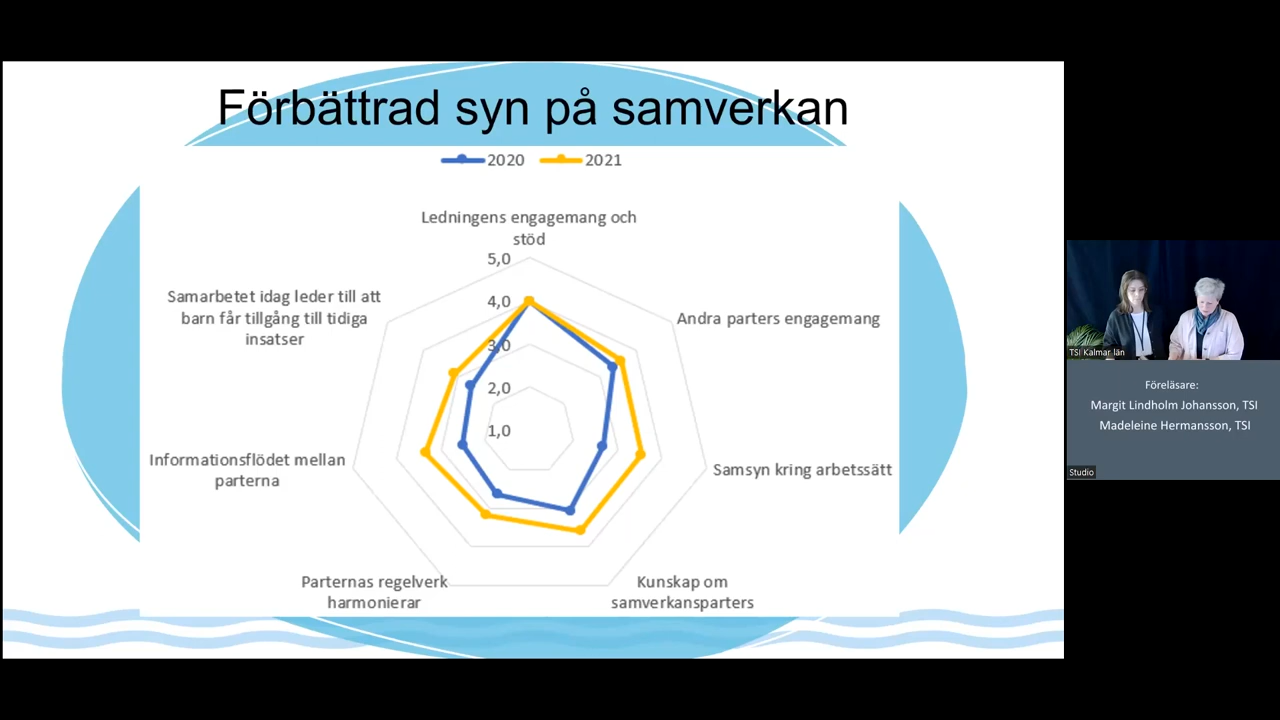 Förbättrad syn på samverkan
2020 2021
Ledningens engagemang och
stöd
5,0
4,0
3,0
2,0
1,0
Andra parters engagemang
Samsyn kring arbetssätt
Kunskap om
samverkansparters
Parternas regelverk
harmonierar
Informationsflödet mellan
parterna
Samarbetet idag leder till att
barn får tillgång till tidiga
insatser
TSI Kalmar län
Föreläsare:
Margit Lindholm Johansson, TSI
Madeleine Hermansson, TSI
Studio